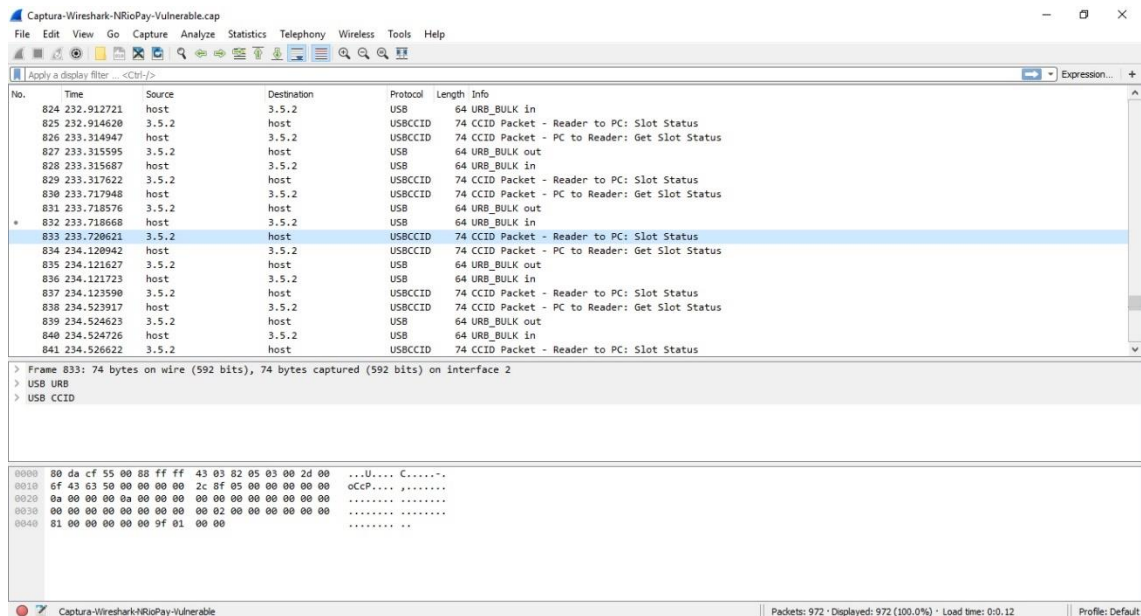 Captura-Wireshark-NRioPay-Vulnerable.cap
File Edit View Go Capture Analyze Statistics Telephony Wireless Tools Help
Apply a display filter ... <Ctrl-/> Expression... +
No. Time Source Destination Protocol Length Info
824 232.912721 host 3.5.2 USB 64 URB_BULK in
825 232.914620 3.5.2 host USBCCID 74 CCID Packet - Reader to PC: Slot Status
826 233.314947 host 3.5.2 USBCCID 74 CCID Packet - PC to Reader: Get Slot Status
827 233.315595 3.5.2 host USB 64 URB_BULK out
828 233.315687 host 3.5.2 USB 64 URB_BULK in
829 233.317622 3.5.2 host USBCCID 74 CCID Packet - Reader to PC: Slot Status
830 233.717948 host 3.5.2 USBCCID 74 CCID Packet - PC to Reader: Get Slot Status
831 233.718576 3.5.2 host USB 64 URB_BULK out
832 233.718668 host 3.5.2 USB 64 URB_BULK in
833 233.720621 3.5.2 host USBCCID 74 CCID Packet - Reader to PC: Slot Status
834 234.120942 host 3.5.2 USBCCID 74 CCID Packet - PC to Reader: Get Slot Status
835 234.121627 3.5.2 host USB 64 URB_BULK out
836 234.121723 host 3.5.2 USB 64 URB_BULK in
837 234.123590 3.5.2 host USBCCID 74 CCID Packet - Reader to PC: Slot Status
838 234.523917 host 3.5.2 USBCCID 74 CCID Packet - PC to Reader: Get Slot Status
839 234.524623 3.5.2 host USB 64 URB_BULK out
840 234.524726 host 3.5.2 USB 64 URB_BULK in
841 234.526622 3.5.2 host USBCCID 74 CCID Packet - Reader to PC: Slot Status
> Frame 833: 74 bytes on wire (592 bits), 74 bytes captured (592 bits) on interface 2
> USB URB
> USB CCID
0000 80 da cf 55 00 88 ff ff 43 03 82 05 03 00 2d 00 ...U.... C.....-.
0010 6f 43 63 50 00 00 00 00 2c 8f 05 00 00 00 00 00 oCcP.... ,.......
0020 0a 00 00 00 0a 00 00 00 00 00 00 00 00 00 00 00 ........ ........
0030 00 00 00 00 00 00 00 00 00 02 00 00 00 00 00 00 ........ ........
0040 81 00 00 00 00 00 9f 01 00 00 ........ ..
Captura-Wireshark-NRioPay-Vulnerable Packets: 972 · Displayed: 972 (100.0%) · Load time: 0:0.12 Profile: Default